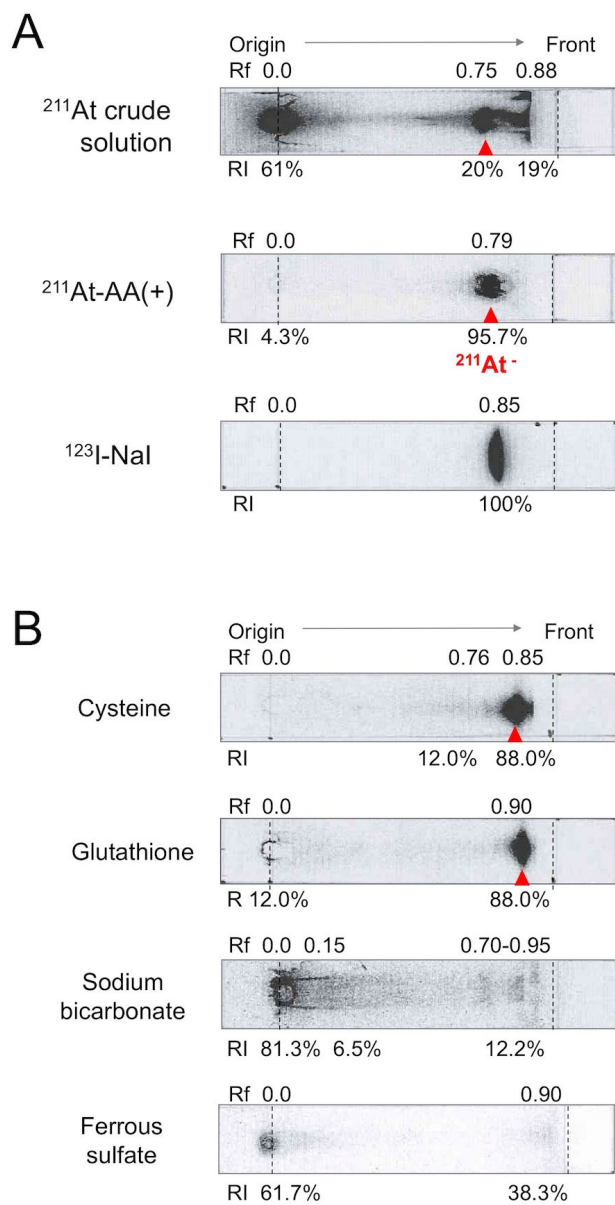 A
Origin Front
Rf 0.0 0.75 0.88
²¹¹At crude
solution
RI 61% 20% 19%
Rf 0.0 0.79
²¹¹At-AA(+)
RI 4.3% 95.7%
²¹¹At⁻
Rf 0.0 0.85
¹²³I-NaI
RI 100%
B
Origin Front
Rf 0.0 0.76 0.85
Cysteine
RI 12.0% 88.0%
Rf 0.0 0.90
Glutathione
R 12.0% 88.0%
Rf 0.0 0.15 0.70-0.95
Sodium
bicarbonate
RI 81.3% 6.5% 12.2%
Rf 0.0 0.90
Ferrous
sulfate
RI 61.7% 38.3%